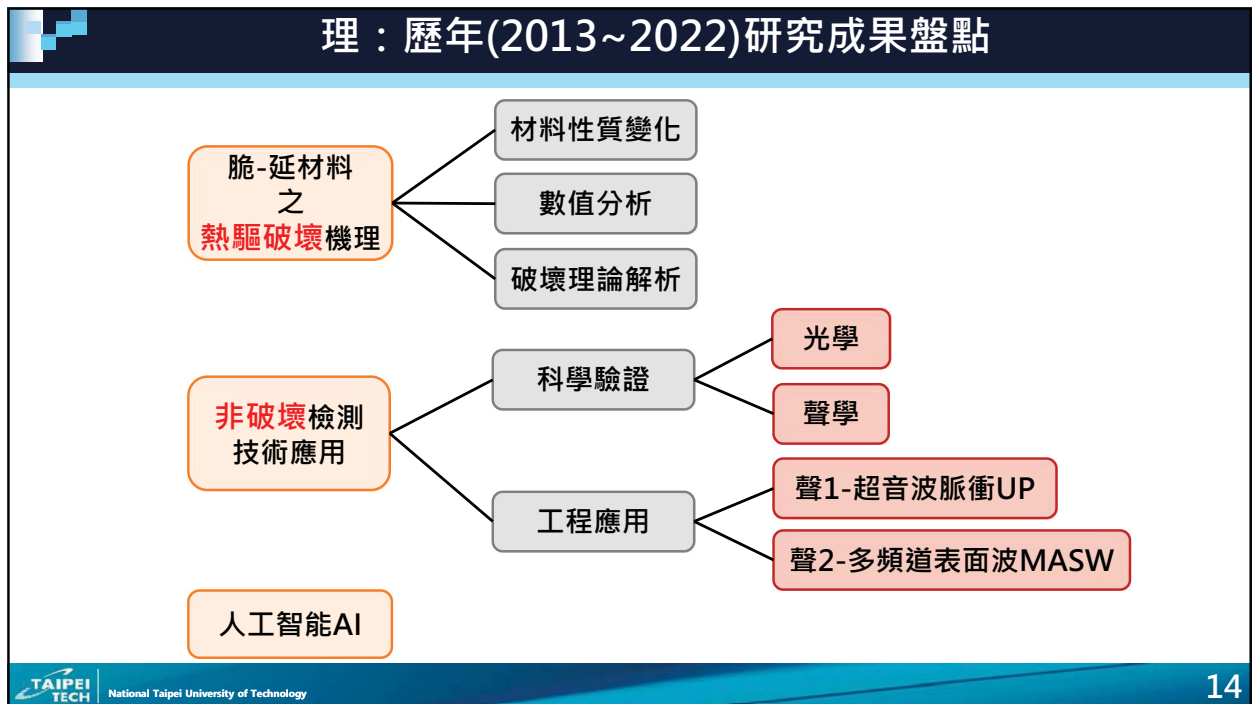 理：歷年(2013~2022)研究成果盤點
脆-延材料
之
熱驅破壞機理
材料性質變化
數值分析
破壞理論解析
非破壞檢測
技術應用
科學驗證
光學
聲學
工程應用
聲1-超音波脈衝UP
聲2-多頻道表面波MASW
人工智能AI
TAIPEI
TECH
National Taipei University of Technology
14